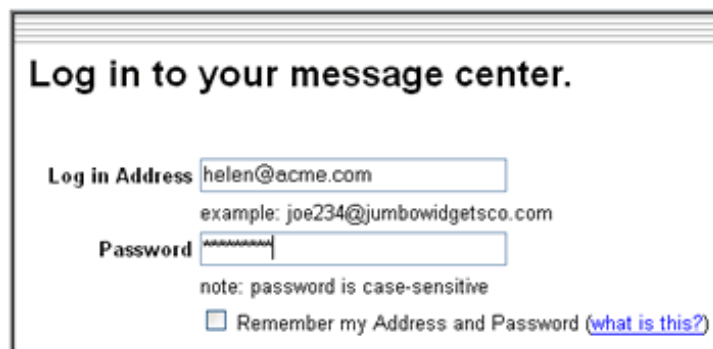 Log in to your message center.
Log in Address helen@acme.com
example: joe234@jumbowidgetsco.com
Password *********
note: password is case-sensitive
Remember my Address and Password (what is this?)